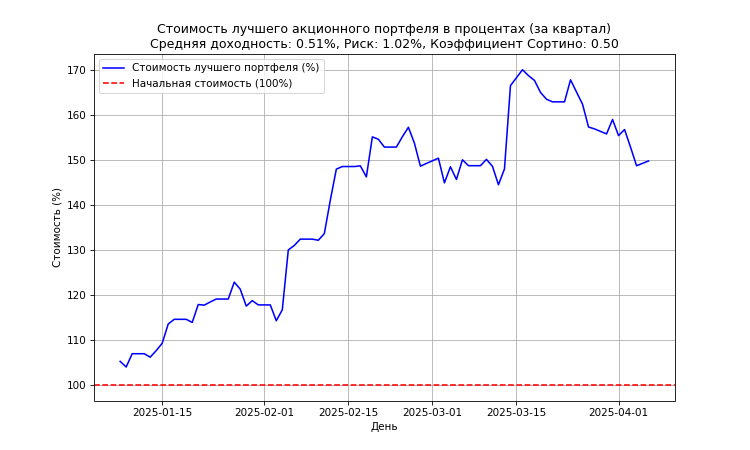 Стоимость лучшего акционного портфеля в процентах (за квартал)
Средняя доходность: 0.51%, Риск: 1.02%, Коэффициент Сортино: 0.50
Стоимость лучшего портфеля (%)
Начальная стоимость (100%)
Стоимость (%)
170
160
150
140
130
120
110
100
2025-01-15
2025-02-01
2025-02-15
2025-03-01
2025-03-15
2025-04-01
День